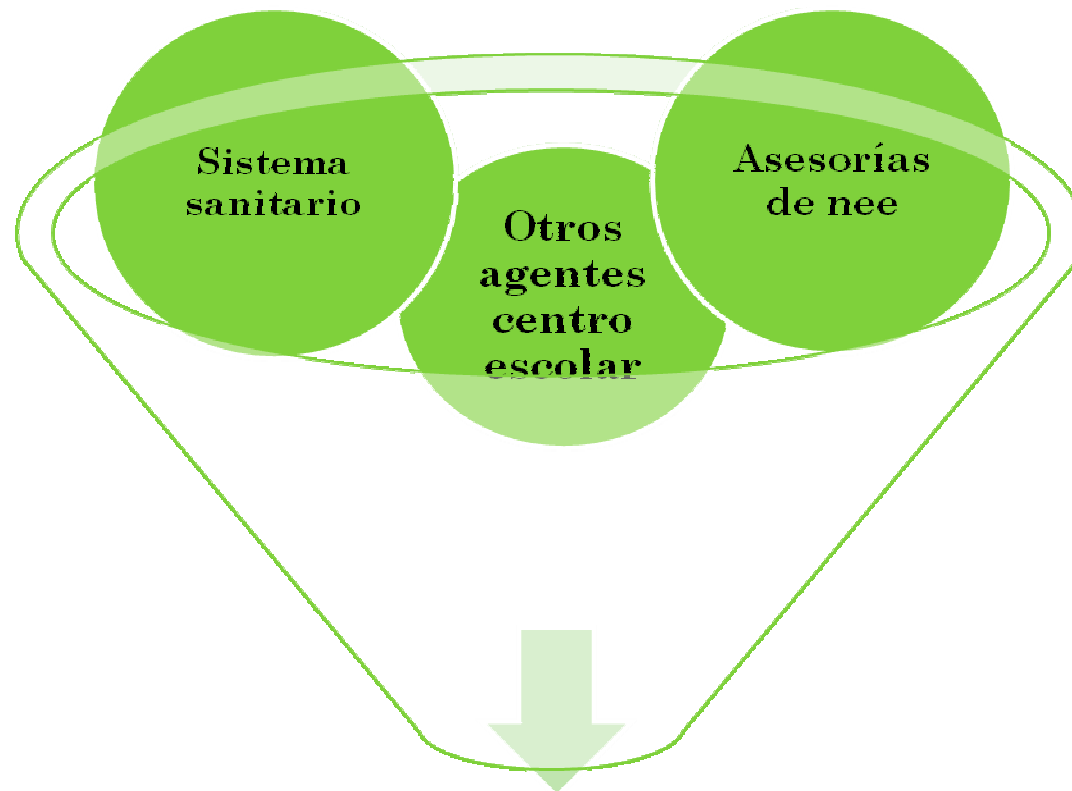 Sistema
sanitario
Otros
agentes
centro
escolar
Asesorías
de nee